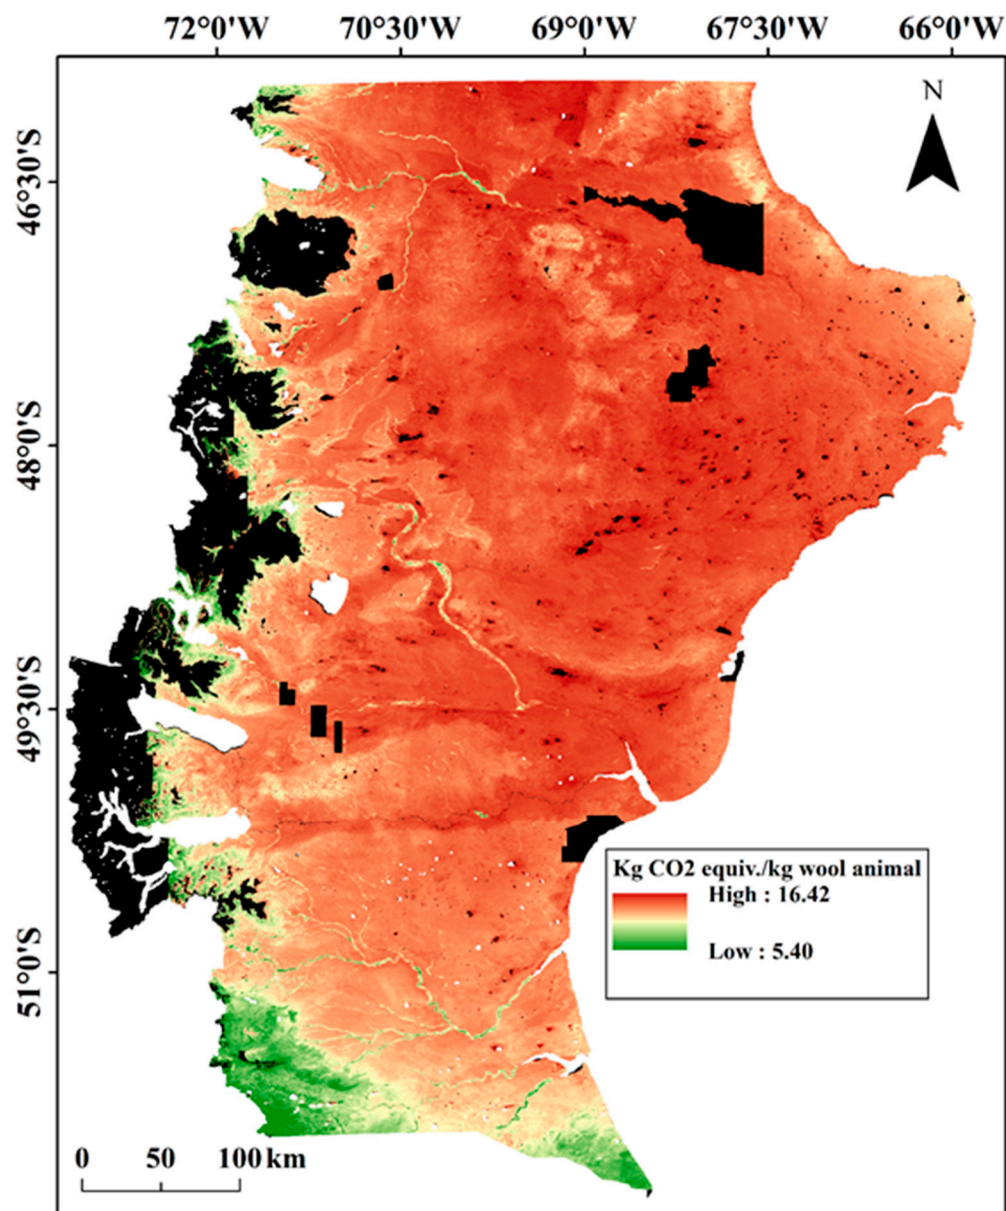 72°0'W 70°30'W 69°0'W 67°30'W 66°0'W
N
46°30'S
48°0'S
49°30'S
51°0'S
Kg CO2 equiv./kg wool animal
High : 16.42
Low : 5.40
0 50 100 km